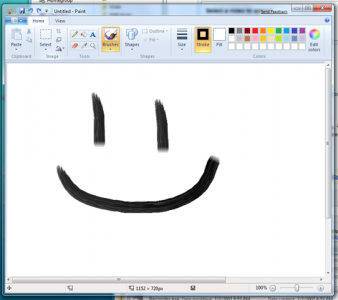 Untitled - Paint
Home
View
Paste
Select
Brushes
Shapes
Outline
Fill
Size
Stroke
Fill
Edit
colors
Clipboard
Image
Tools
Shapes
Colors
1152 × 720px
100%